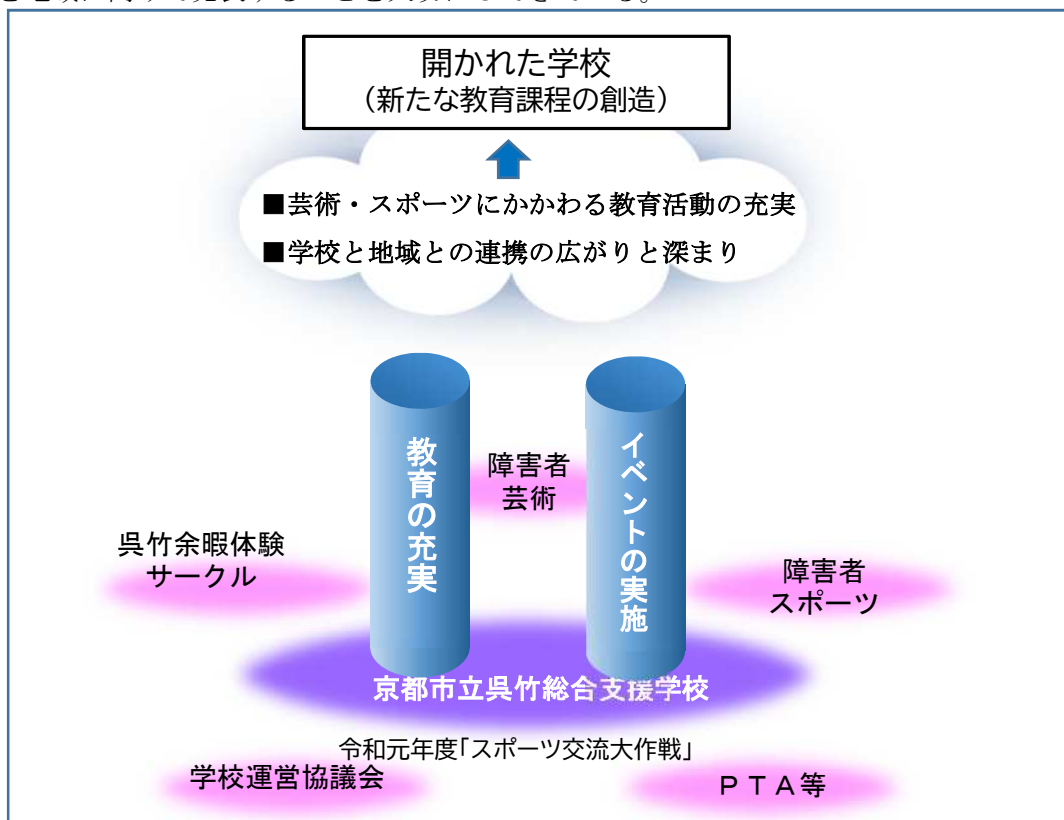 開かれた学校
（新たな教育課程の創造）
■芸術・スポーツにかかわる教育活動の充実
■学校と地域との連携の広がりと深まり
教育の充実
障害者
芸術
イベントの実施
呉竹余暇体験
サークル
障害者
スポーツ
京都市立呉竹総合支援学校
令和元年度「スポーツ交流大作戦」
学校運営協議会
ＰＴＡ等